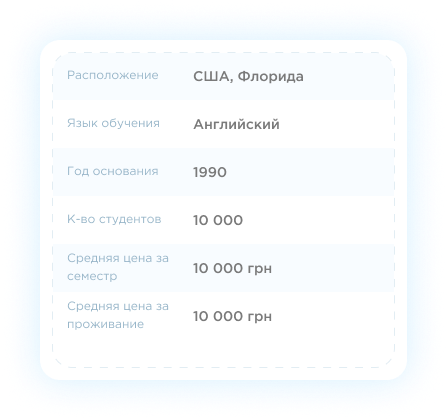 Расположение США, Флорида
Язык обучения Английский
Год основания 1990
К-во студентов 10 000
Средняя цена за
семестр 10 000 грн
Средняя цена за
проживание 10 000 грн